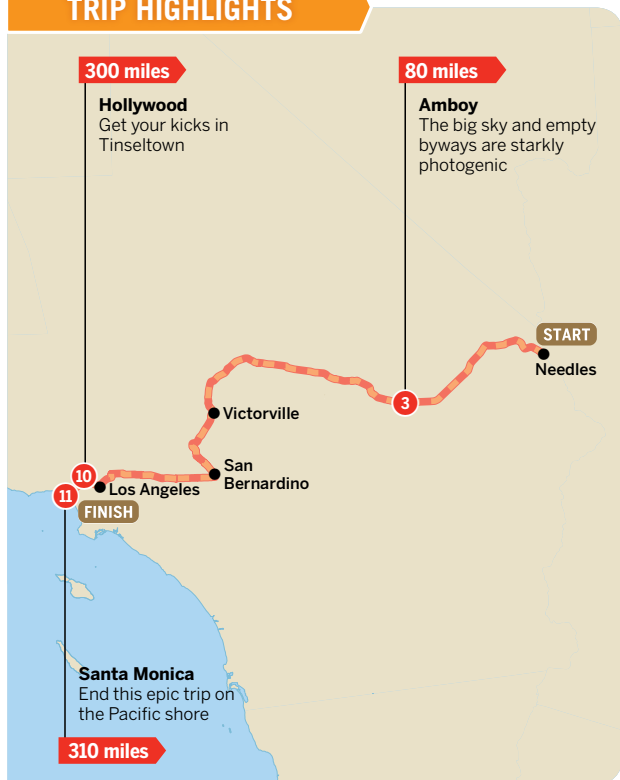 TRIP HIGHLIGHTS
300 miles
Hollywood
Get your kicks in
Tinseltown
80 miles
Amboy
The big sky and empty
byways are starkly
photogenic
START
Needles
3
Victorville
San
Bernardino
10
Los Angeles
11
FINISH
Santa Monica
End this epic trip on
the Pacific shore
310 miles